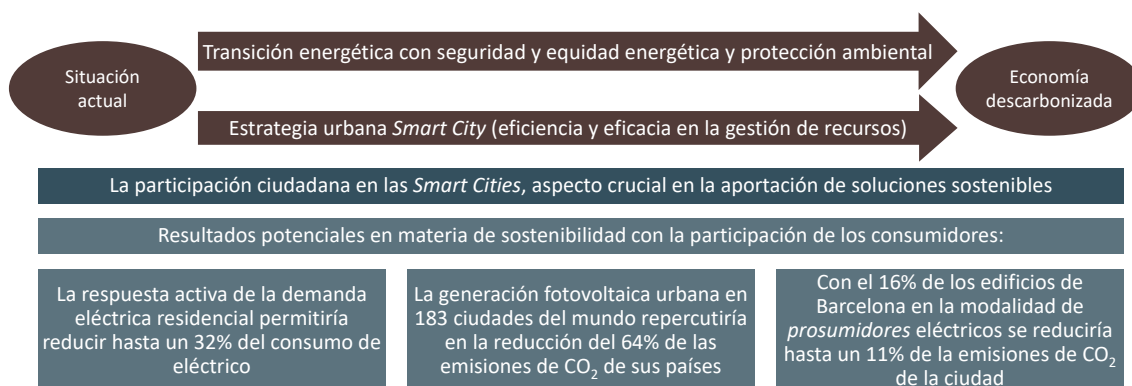 Transición energética con seguridad y equidad energética y protección ambiental
Situación
actual
Economía
descarbonizada
Estrategia urbana Smart City (eficiencia y eficacia en la gestión de recursos)
La participación ciudadana en las Smart Cities, aspecto crucial en la aportación de soluciones sostenibles
Resultados potenciales en materia de sostenibilidad con la participación de los consumidores:
La respuesta activa de la demanda
eléctrica residencial permitiría
reducir hasta un 32% del consumo de
eléctrico
La generación fotovoltaica urbana en
183 ciudades del mundo repercutiría
en la reducción del 64% de las
emisiones de CO₂ de sus países
Con el 16% de los edificios de
Barcelona en la modalidad de
prosumidores eléctricos se reduciría
hasta un 11% de la emisiones de CO₂
de la ciudad